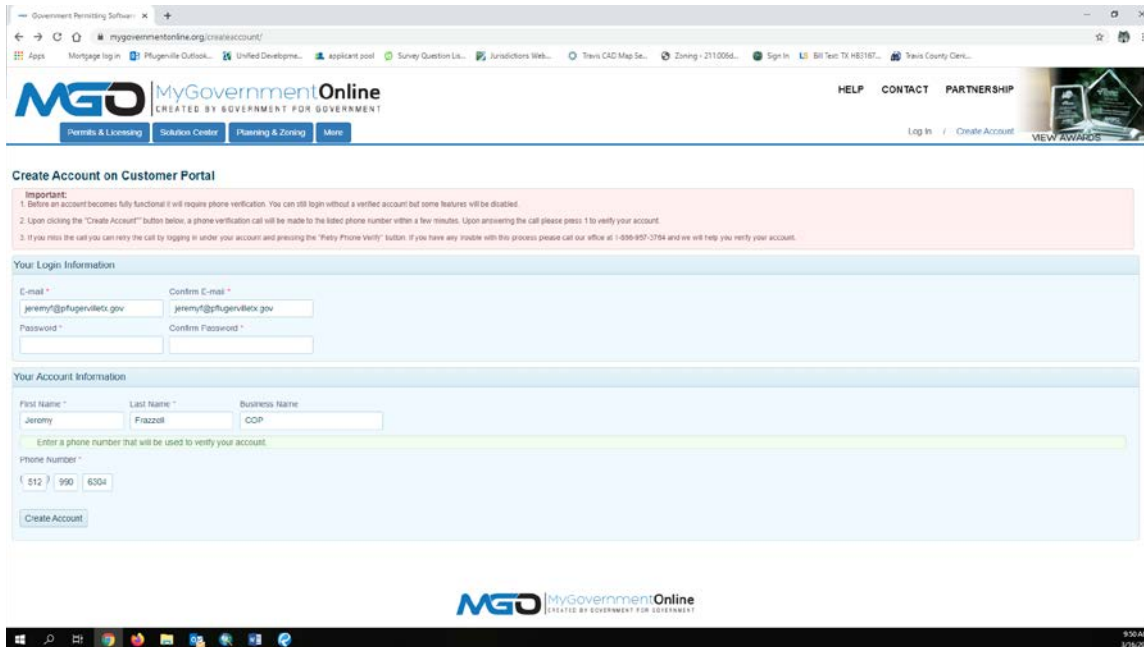 Government Permitting Softwar
mygovernmentonline.org/createaccount/
Apps Mortgage log in Pflugerville Outlook... Unified Developme... applicant pool Survey Question Lis... Jurisdictions Web... Travis CAD Map Se... Zoning - 211006d... Sign In Bill Text: TX HB3167... Travis County Clerk...
MGO MyGovernmentOnline
CREATED BY GOVERNMENT FOR GOVERNMENT
HELP CONTACT PARTNERSHIP
Permits & Licensing Solution Center Planning & Zoning More
Log In / Create Account
VIEW AWARDS
Create Account on Customer Portal
Important:
1. Before an account becomes fully functional it will require phone verification. You can still login without a verified account but some features will be disabled.
2. Upon clicking the "Create Account"" button below, a phone verification call will be made to the listed phone number within a few minutes. Upon answering the call please press 1 to verify your account.
3. If you miss the call you can retry the call by logging in under your account and pressing the "Retry Phone Verify" button. If you have any trouble with this process please call our office at 1-866-957-3764 and we will help you verify your account.
Your Login Information
E-mail * Confirm E-mail *
jeremyf@pflugervilletx.gov jeremyf@pflugervilletx.gov
Password * Confirm Password *
Your Account Information
First Name * Last Name * Business Name
Jeremy Frazzell COP
Enter a phone number that will be used to verify your account.
Phone Number *
( 512 ) 990 6304
Create Account
MGO MyGovernmentOnline
CREATED BY GOVERNMENT FOR GOVERNMENT
9:50 AM